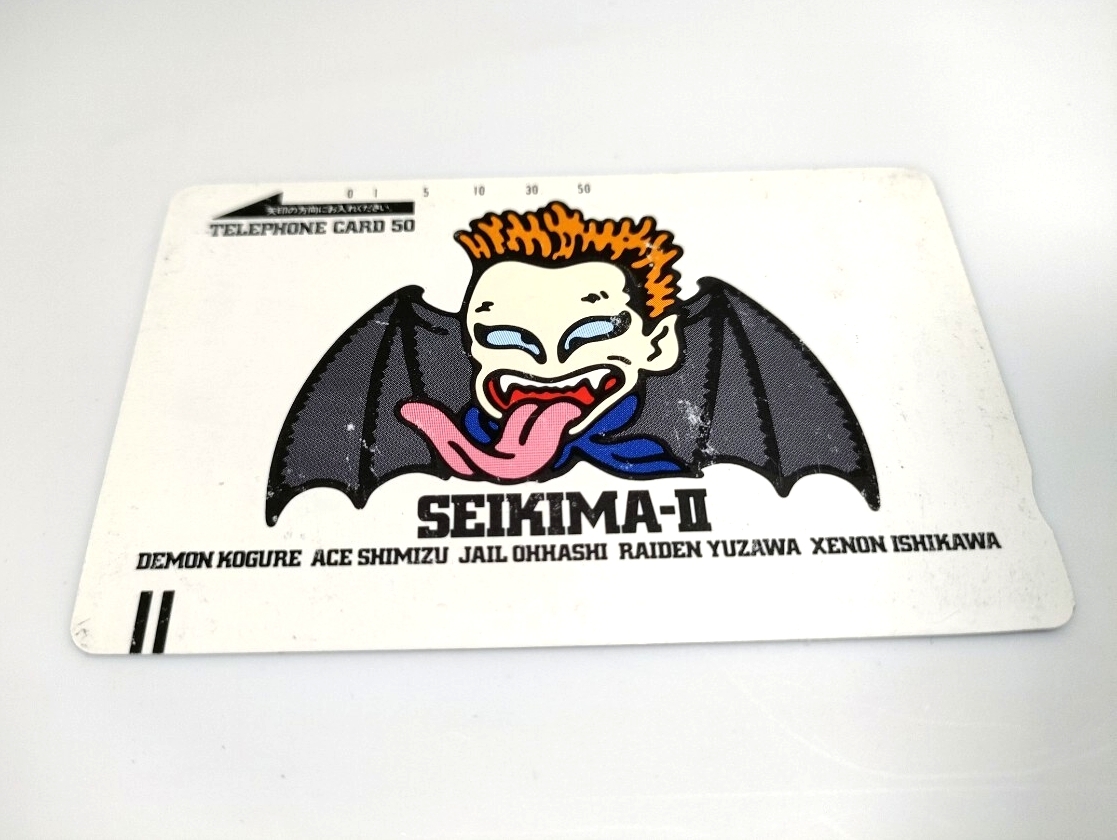 0 1 5 10 30 50
矢印の方向にお入れください
TELEPHONE CARD 50
SEIKIMA-II
DEMON KOGURE ACE SHIMIZU JAIL OHHASHI RAIDEN YUZAWA XENON ISHIKAWA